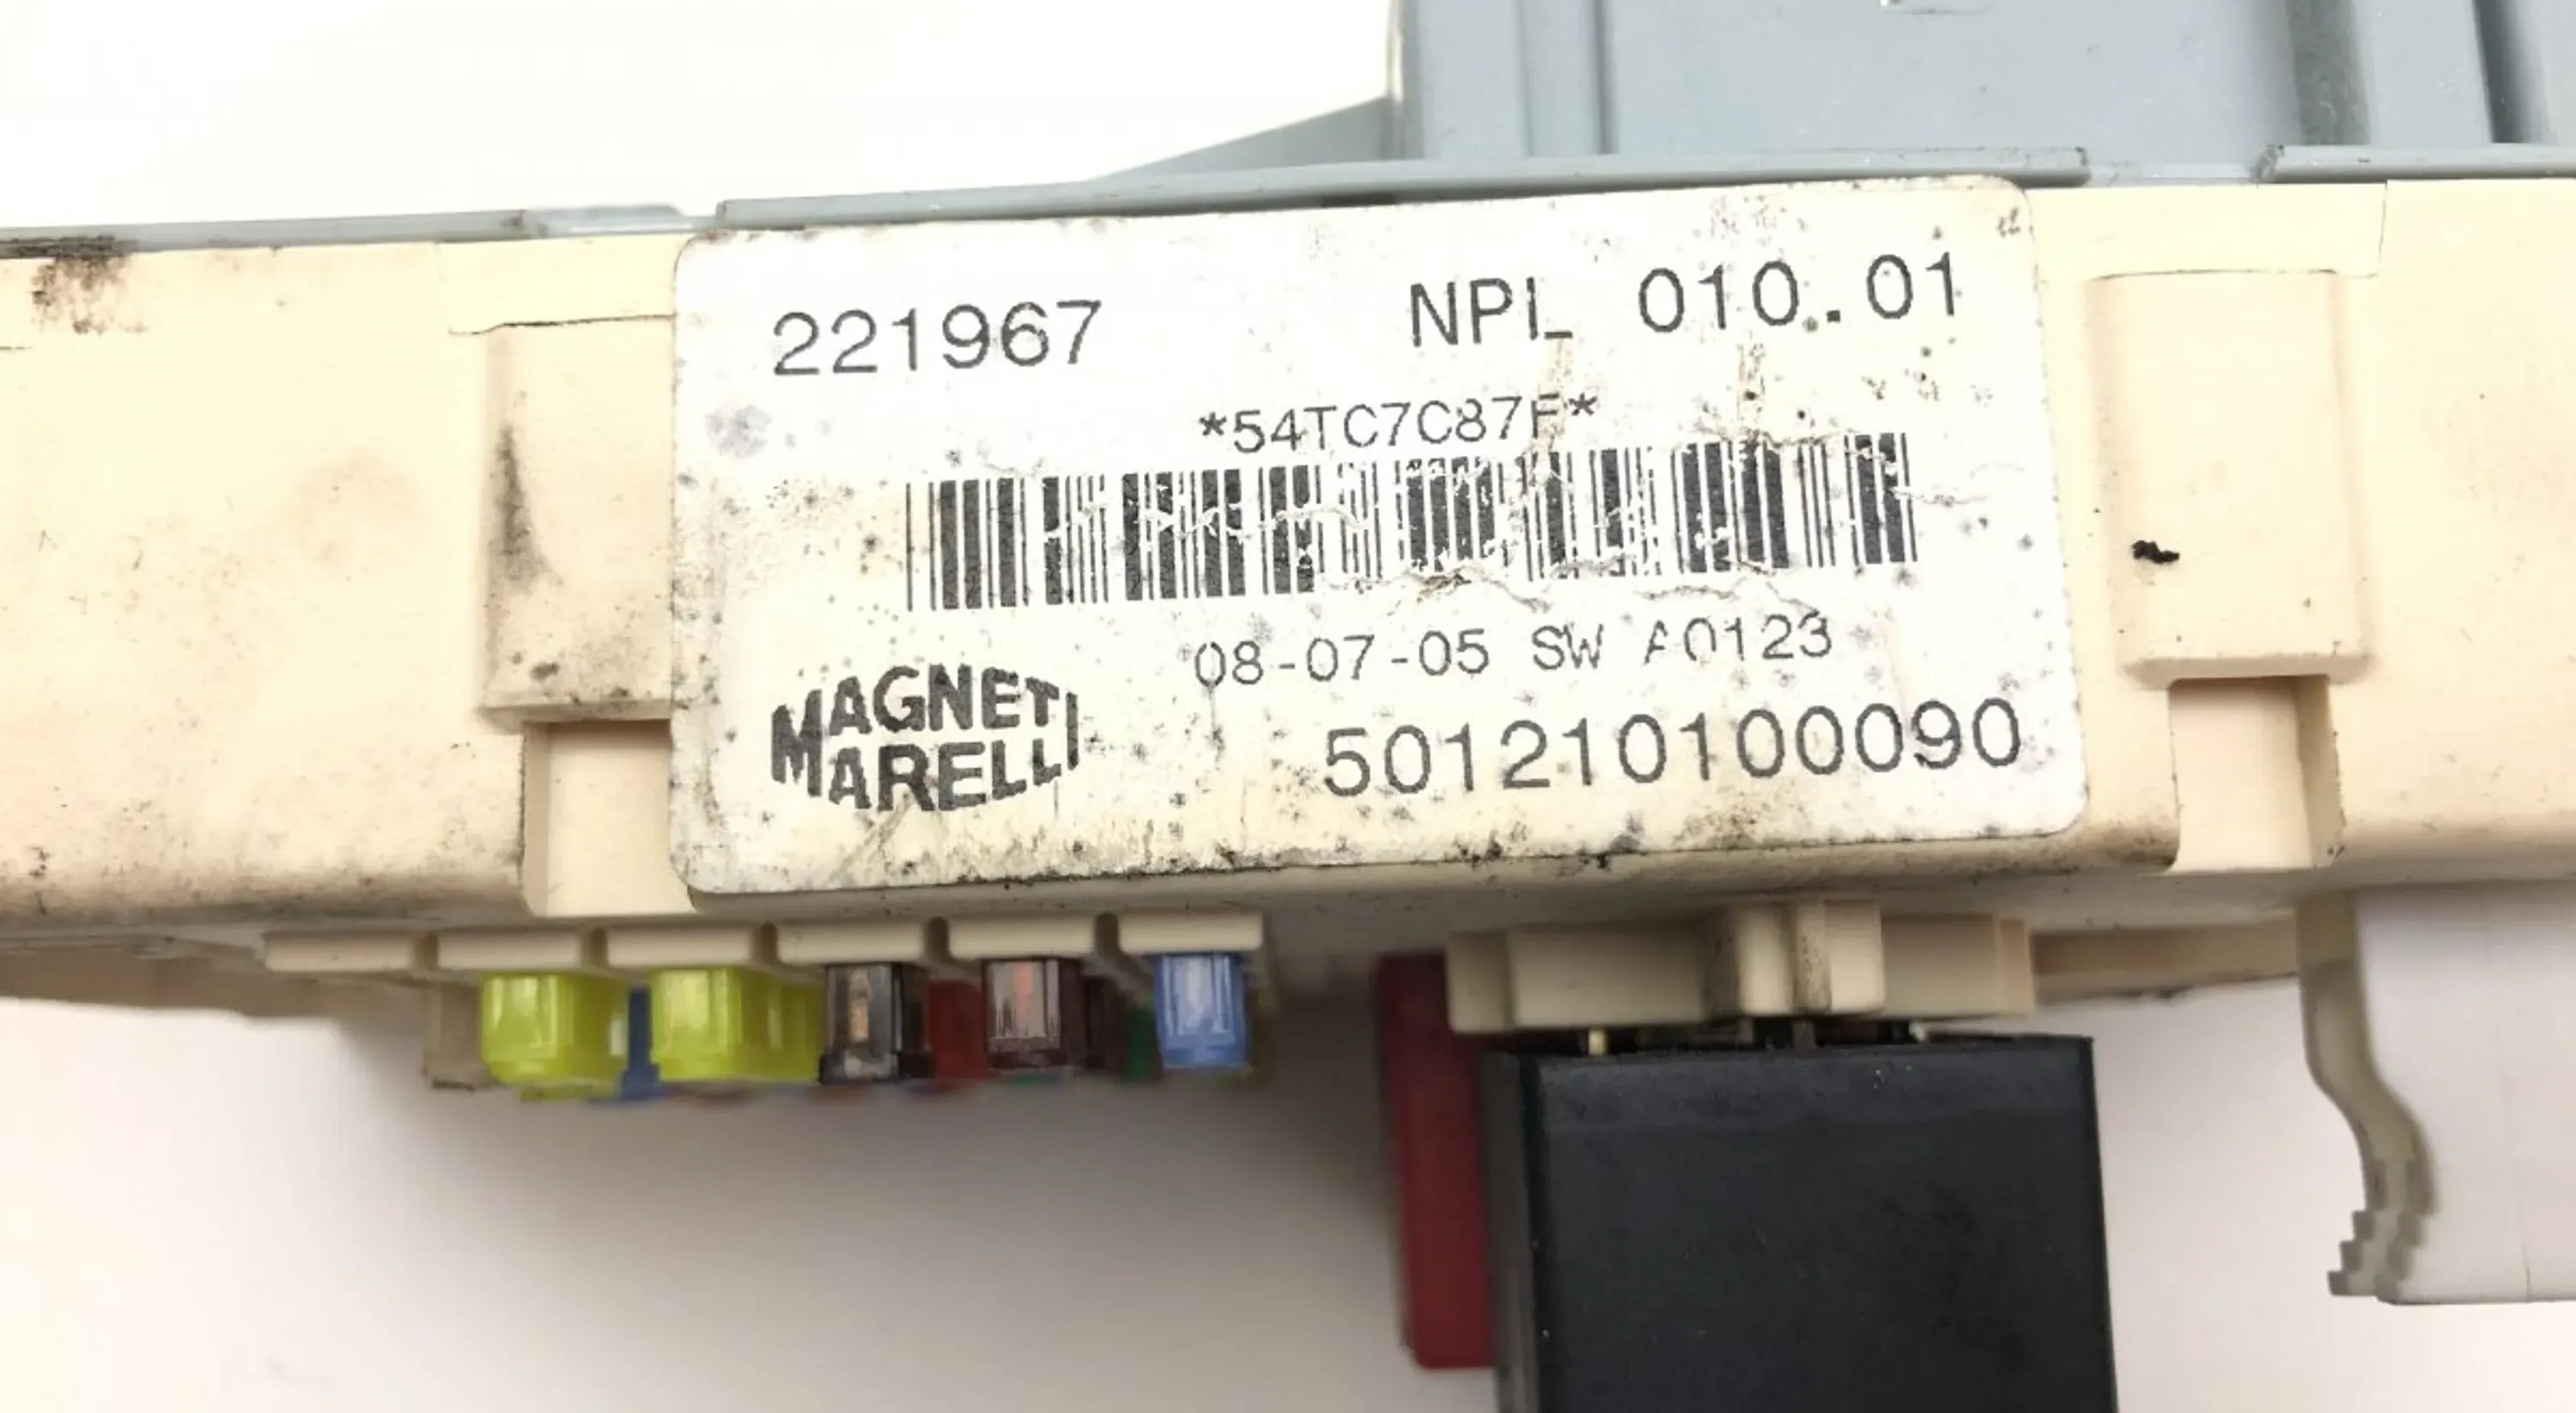 221967 NPL 010.01
*54TC7C87F*
08-07-05 SW A0123
MAGNETI
MARELLI
501210100090